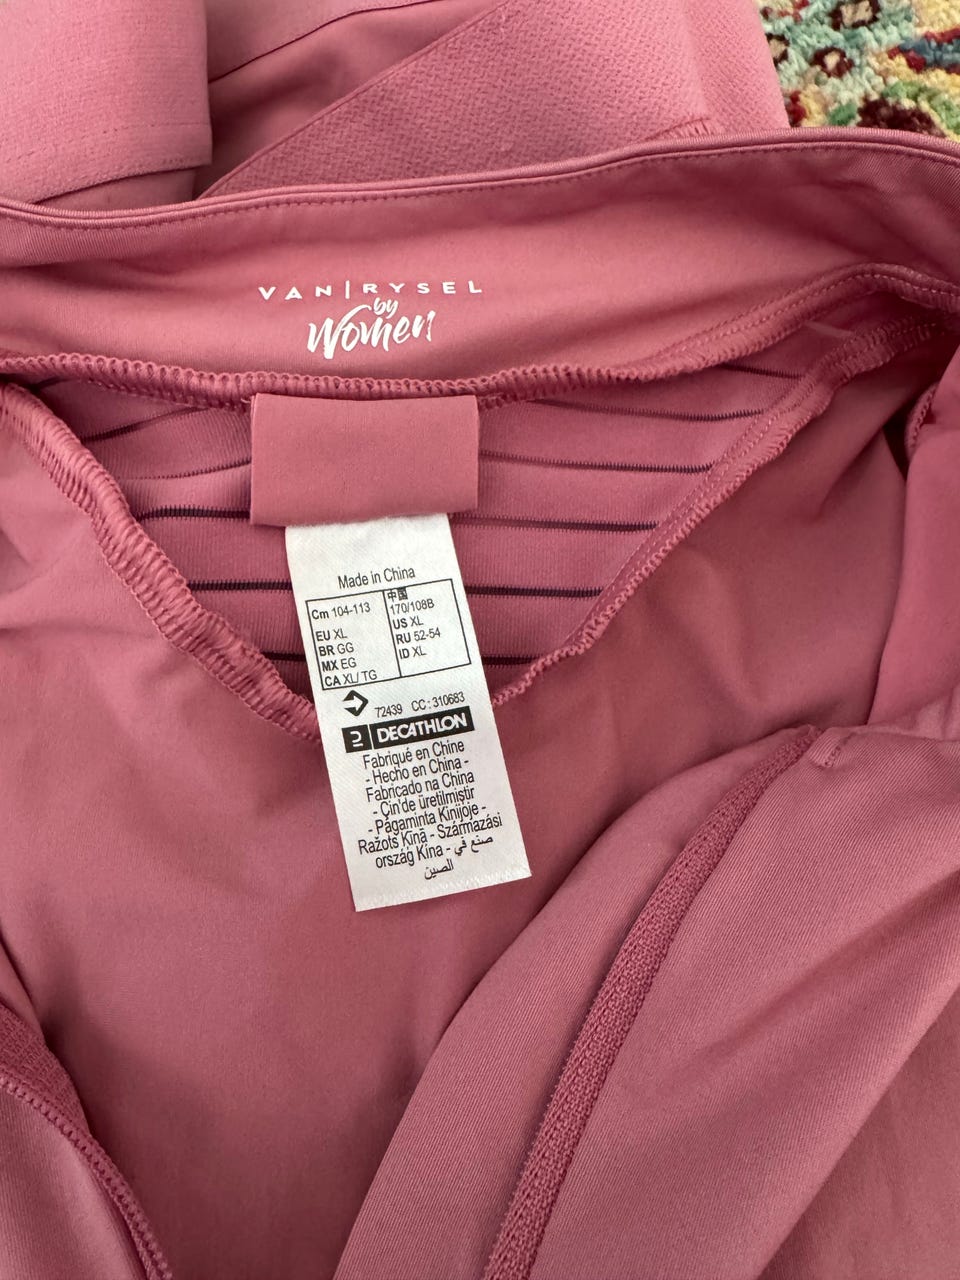 VAN|RYSEL
by
Women
Made in China
Cm 104-113
EU XL
BR GG
MX EG
CA XL/TG
中国
170/108B
US XL
RU 52-54
ID XL
72439 CC:310683
DECATHLON
Fabriqué en Chine
- Hecho en China -
Fabricado na China
- Çin'de üretilmiştir
- Pagaminta Kinijoje -
Ražots Ķīnā - Származási
ország Kína - صنع في
الصين